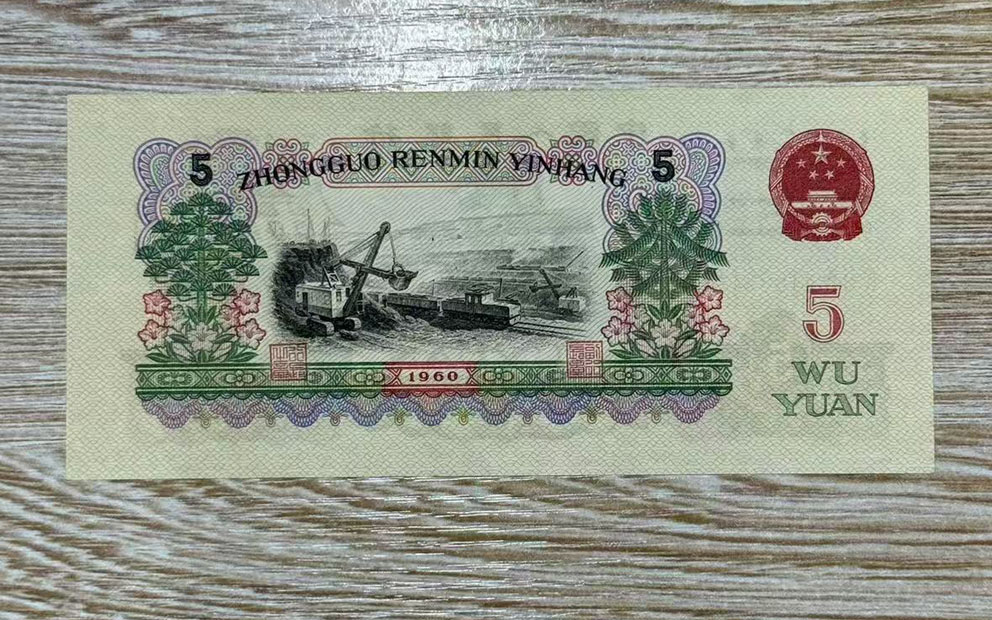 5 ZHONGGUO RENMIN YINHANG 5
5
WU
YUAN
1960